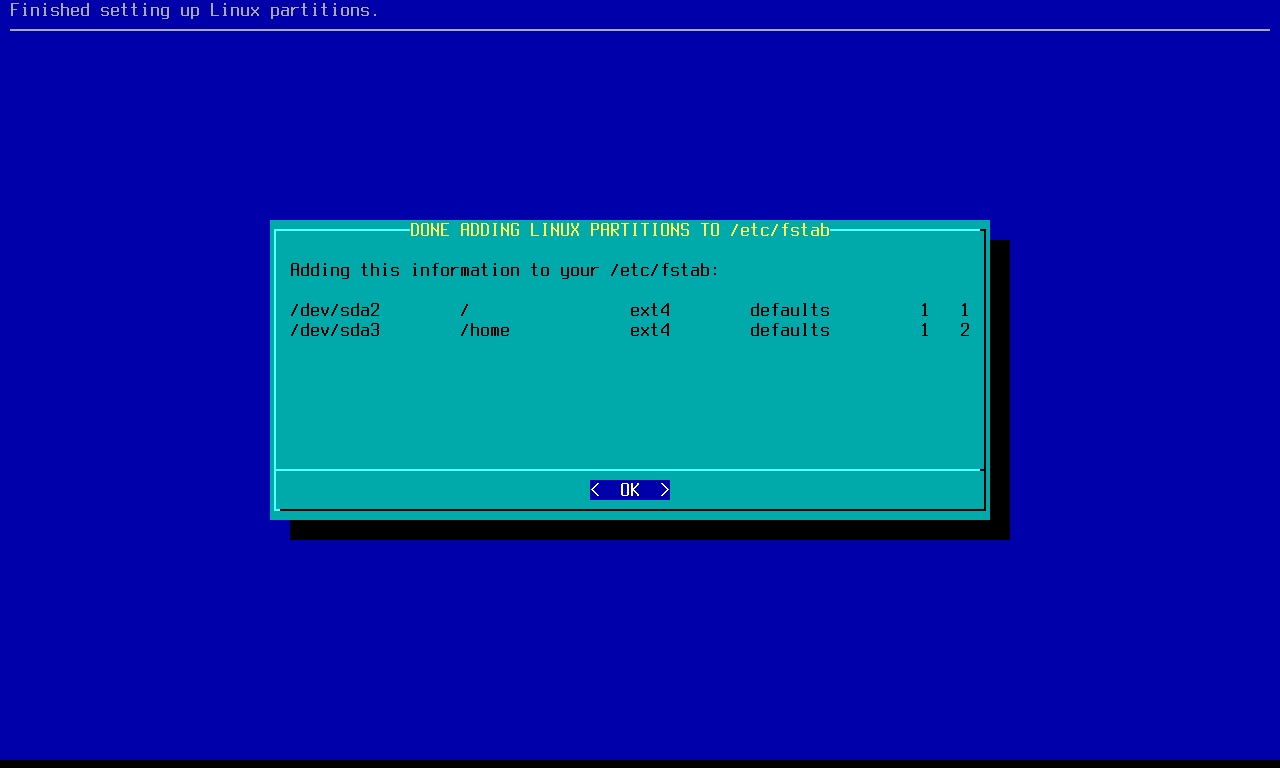 Finished setting up Linux partitions.
DONE ADDING LINUX PARTITIONS TO /etc/fstab
Adding this information to your /etc/fstab:
/dev/sda2        /                ext4        defaults         1   1
/dev/sda3        /home            ext4        defaults         1   2
<  OK  >